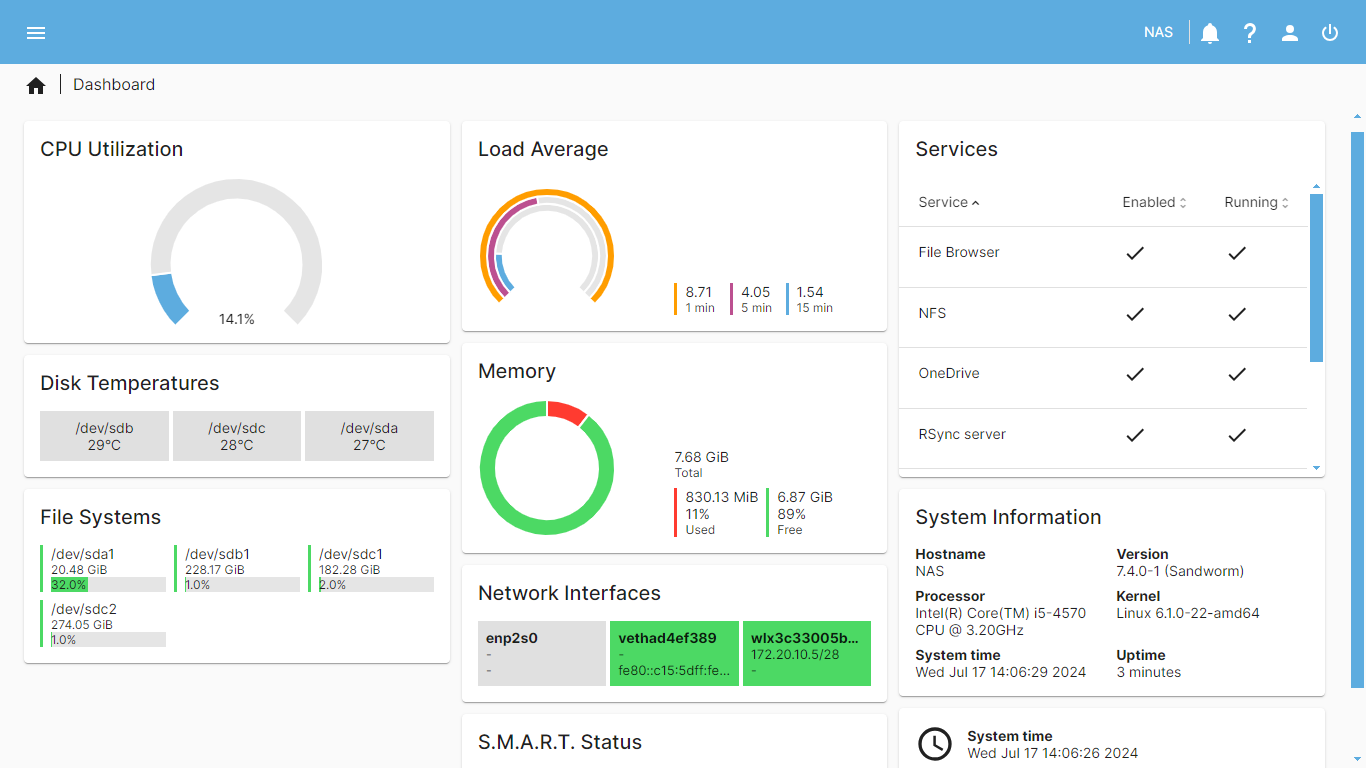 NAS
Dashboard
CPU Utilization
14.1%
Disk Temperatures
/dev/sdb
29°C
/dev/sdc
28°C
/dev/sda
27°C
File Systems
/dev/sda1
20.48 GiB
32.0%
/dev/sdb1
228.17 GiB
1.0%
/dev/sdc1
182.28 GiB
2.0%
/dev/sdc2
274.05 GiB
1.0%
Load Average
8.71
1 min
4.05
5 min
1.54
15 min
Memory
7.68 GiB
Total
830.13 MiB
11%
Used
6.87 GiB
89%
Free
Network Interfaces
enp2s0
-
-
vethad4ef389
-
fe80::c15:5dff:fe...
wlx3c33005b...
172.20.10.5/28
-
S.M.A.R.T. Status
Services
Service Enabled Running
File Browser
NFS
OneDrive
RSync server
System Information
Hostname
NAS
Version
7.4.0-1 (Sandworm)
Processor
Intel(R) Core(TM) i5-4570
CPU @ 3.20GHz
Kernel
Linux 6.1.0-22-amd64
System time
Wed Jul 17 14:06:29 2024
Uptime
3 minutes
System time
Wed Jul 17 14:06:26 2024